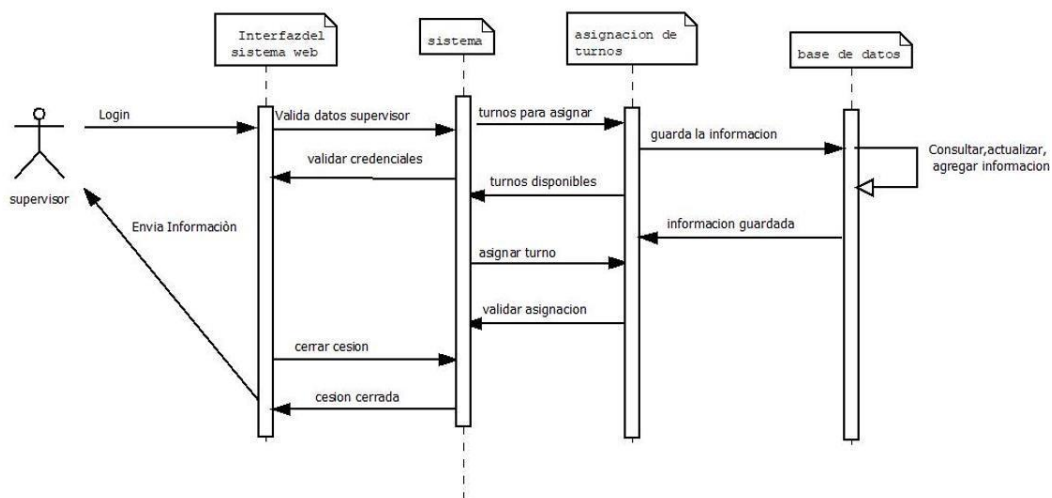 Interfazdel
sistema web
sistema
asignacion de
turnos
base de datos
Login
Valida datos supervisor
turnos para asignar
guarda la informacion
Consultar,actualizar,
agregar informacion
validar credenciales
turnos disponibles
supervisor
Envia Informaciòn
informacion guardada
asignar turno
validar asignacion
cerrar cesion
cesion cerrada